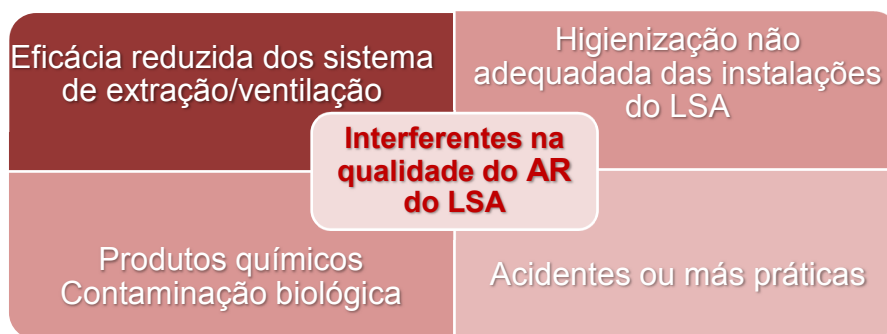 Eficácia reduzida dos sistema
de extração/ventilação
Higienização não
adequadada das instalações
do LSA
Interferentes na
qualidade do AR
do LSA
Produtos químicos
Contaminação biológica
Acidentes ou más práticas